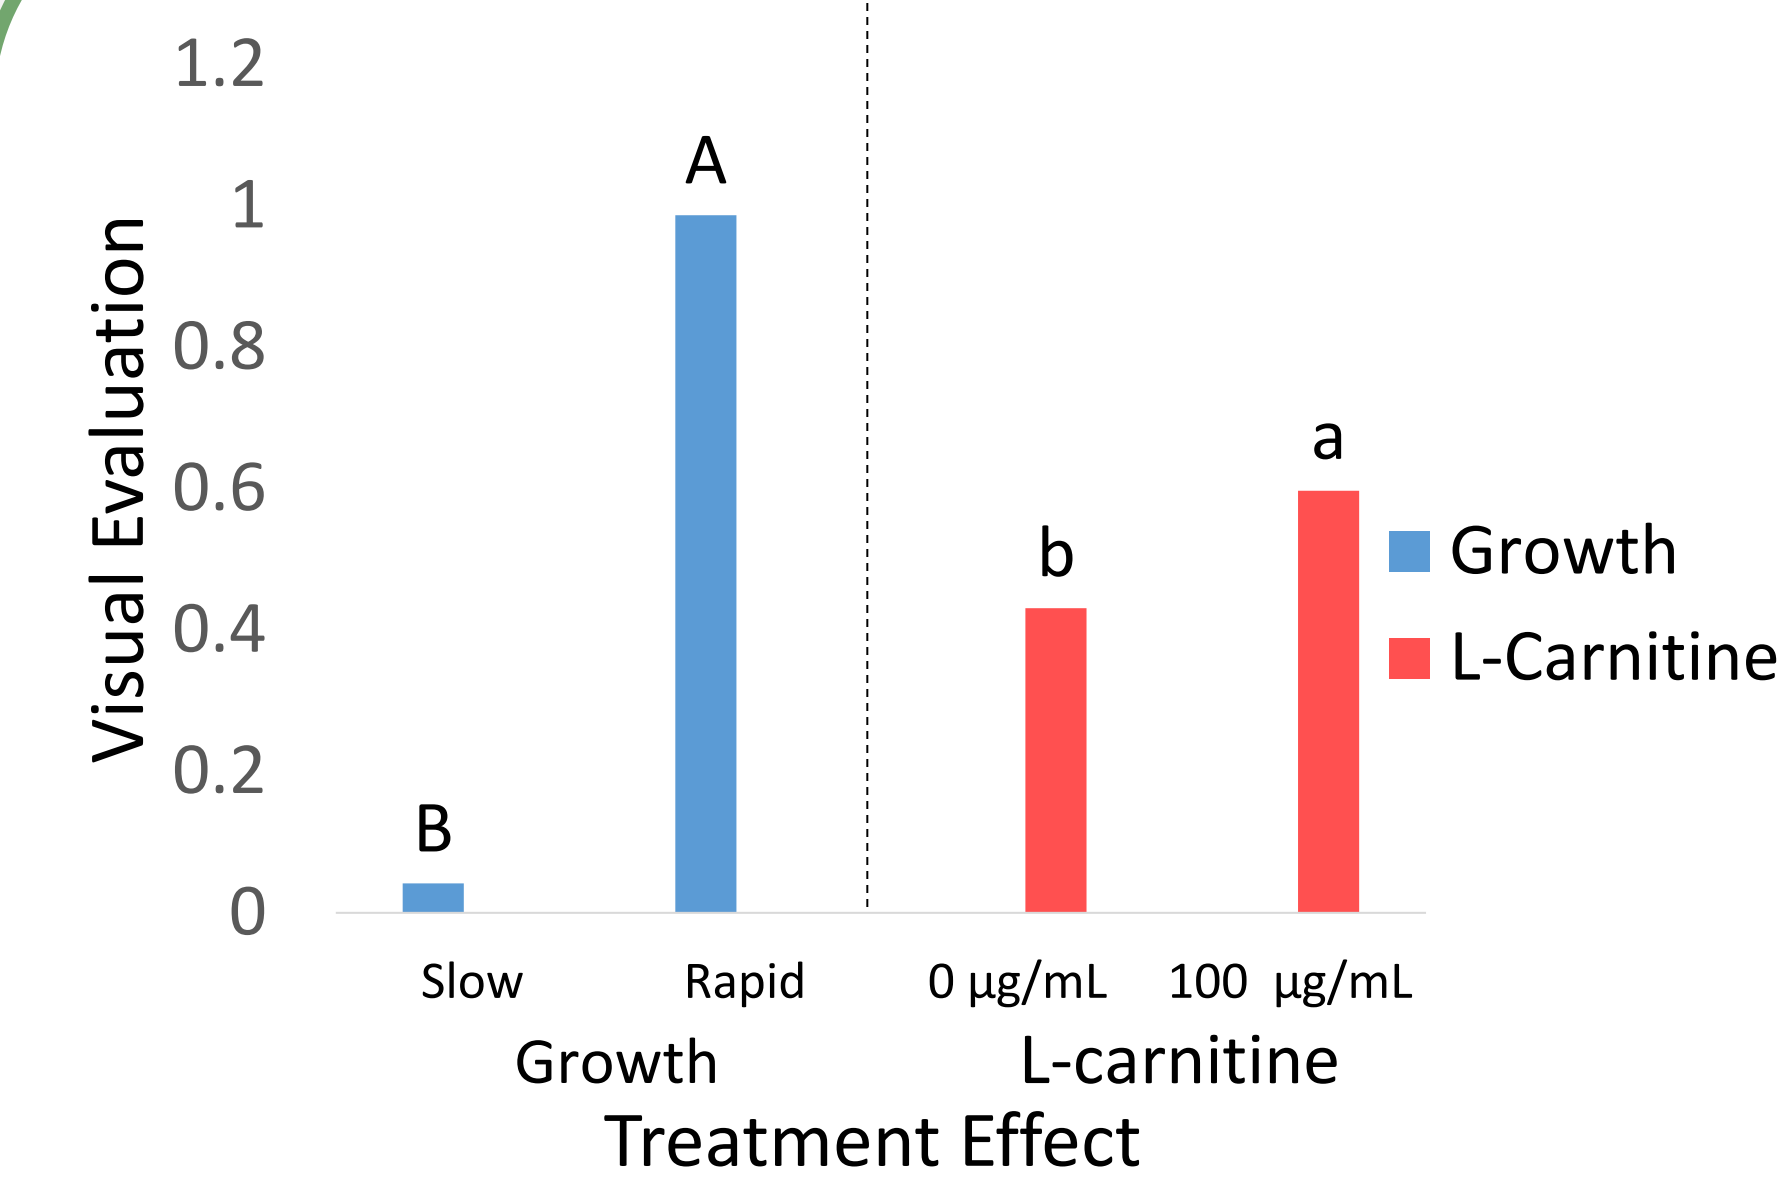 1.2
1
0.8
0.6
0.4
0.2
0
Visual Evaluation
B
A
b
a
Growth
L-Carnitine
Slow
Rapid
0 µg/mL
100 µg/mL
Growth
L-carnitine
Treatment Effect